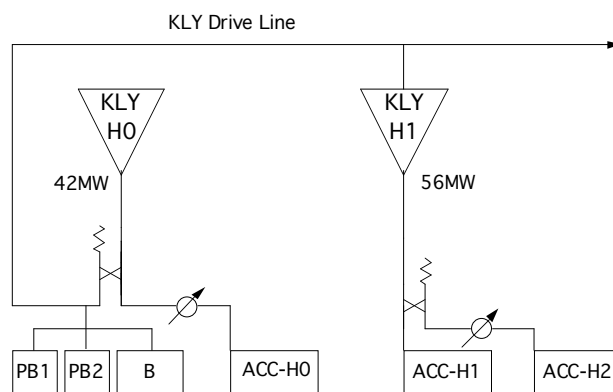 KLY Drive Line
KLY
H0
KLY
H1
42MW
56MW
PB1
PB2
B
ACC-H0
ACC-H1
ACC-H2